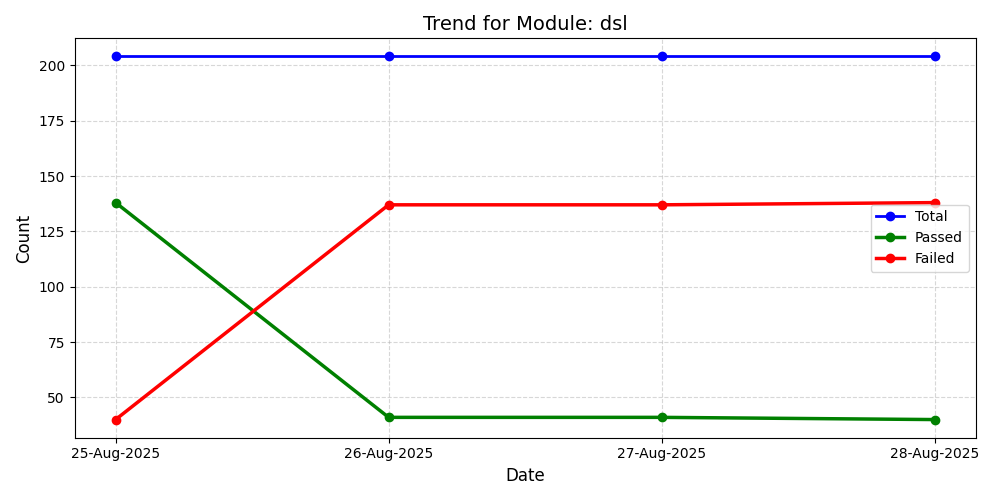 Trend for Module: dsl
Count
200
175
150
125
100
75
50
Total
Passed
Failed
25-Aug-2025
26-Aug-2025
27-Aug-2025
28-Aug-2025
Date